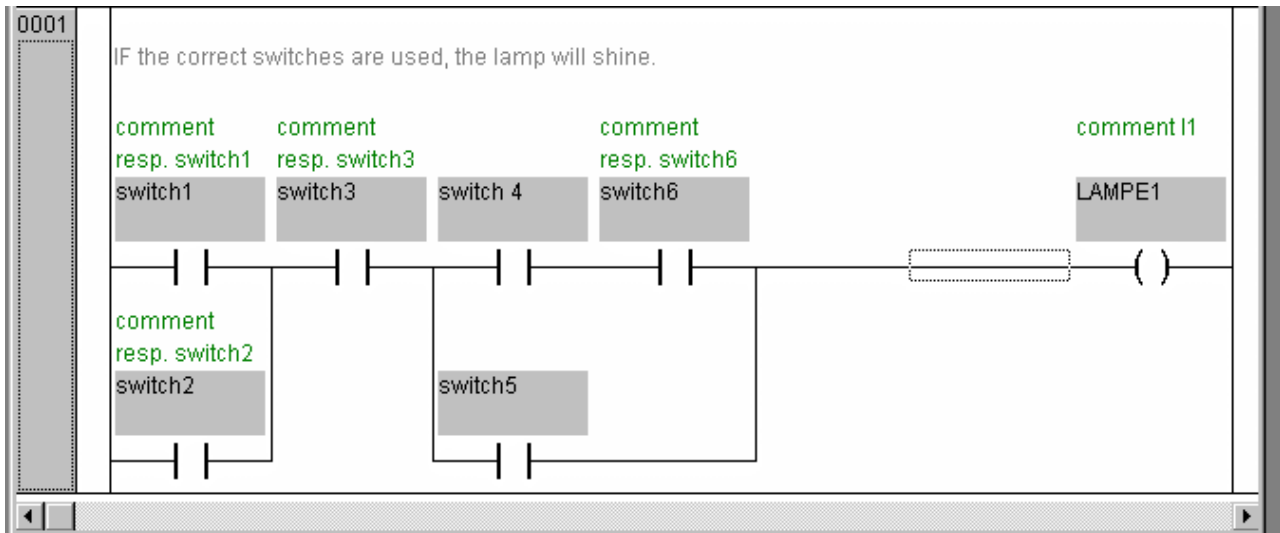 0001
IF the correct switches are used, the lamp will shine.
comment comment comment comment l1
resp. switch1 resp. switch3 resp. switch6
switch1 switch3 switch 4 switch6 LAMPE1
comment
resp. switch2
switch2 switch5